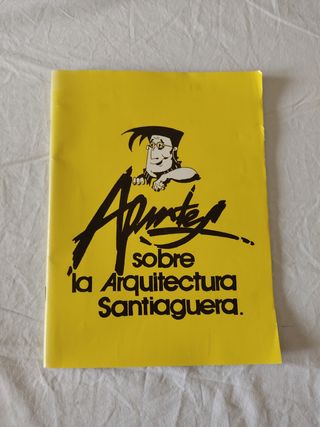 Apuntes
sobre
la Arquitectura
Santiaguera.